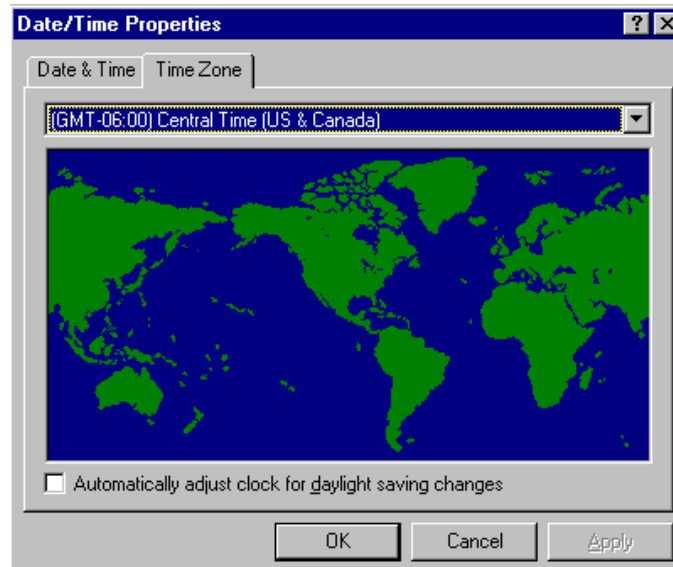 Date/Time Properties
Date & Time
Time Zone
(GMT-06:00) Central Time (US & Canada)
Automatically adjust clock for daylight saving changes
OK
Cancel
Apply